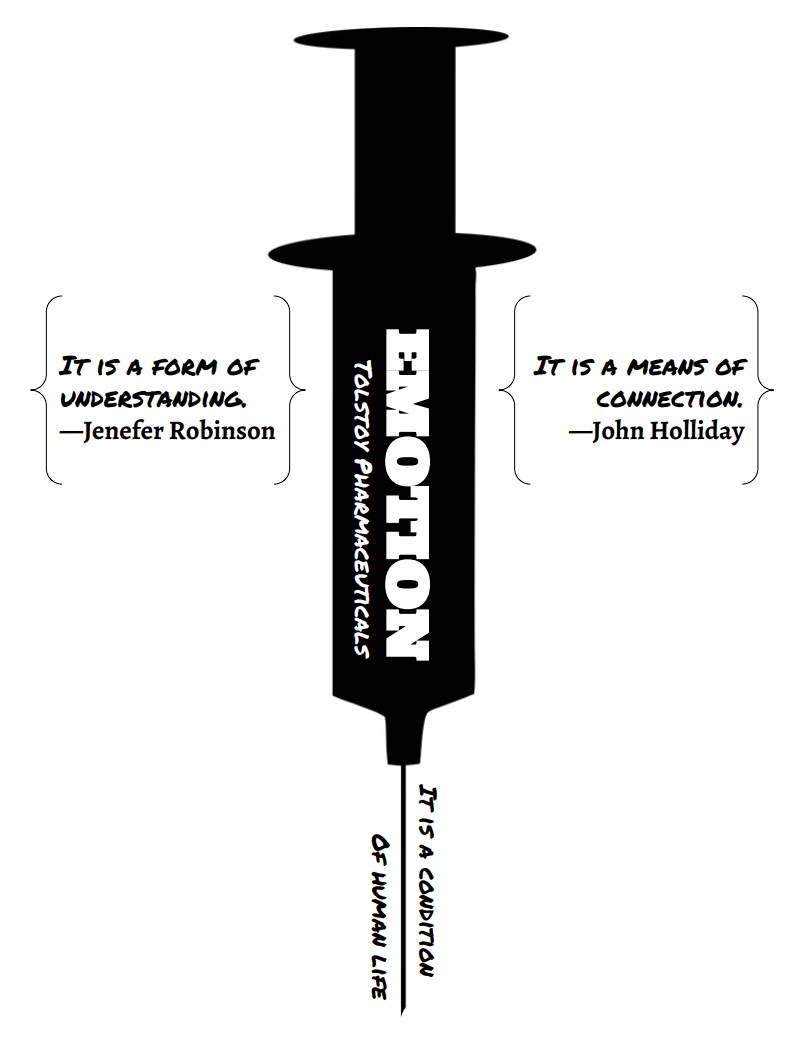 It is a form of
understanding.
—Jenefer Robinson
It is a means of
connection.
—John Holliday
EMOTION
Tolstoy Pharmaceuticals
It is a condition
Of human life